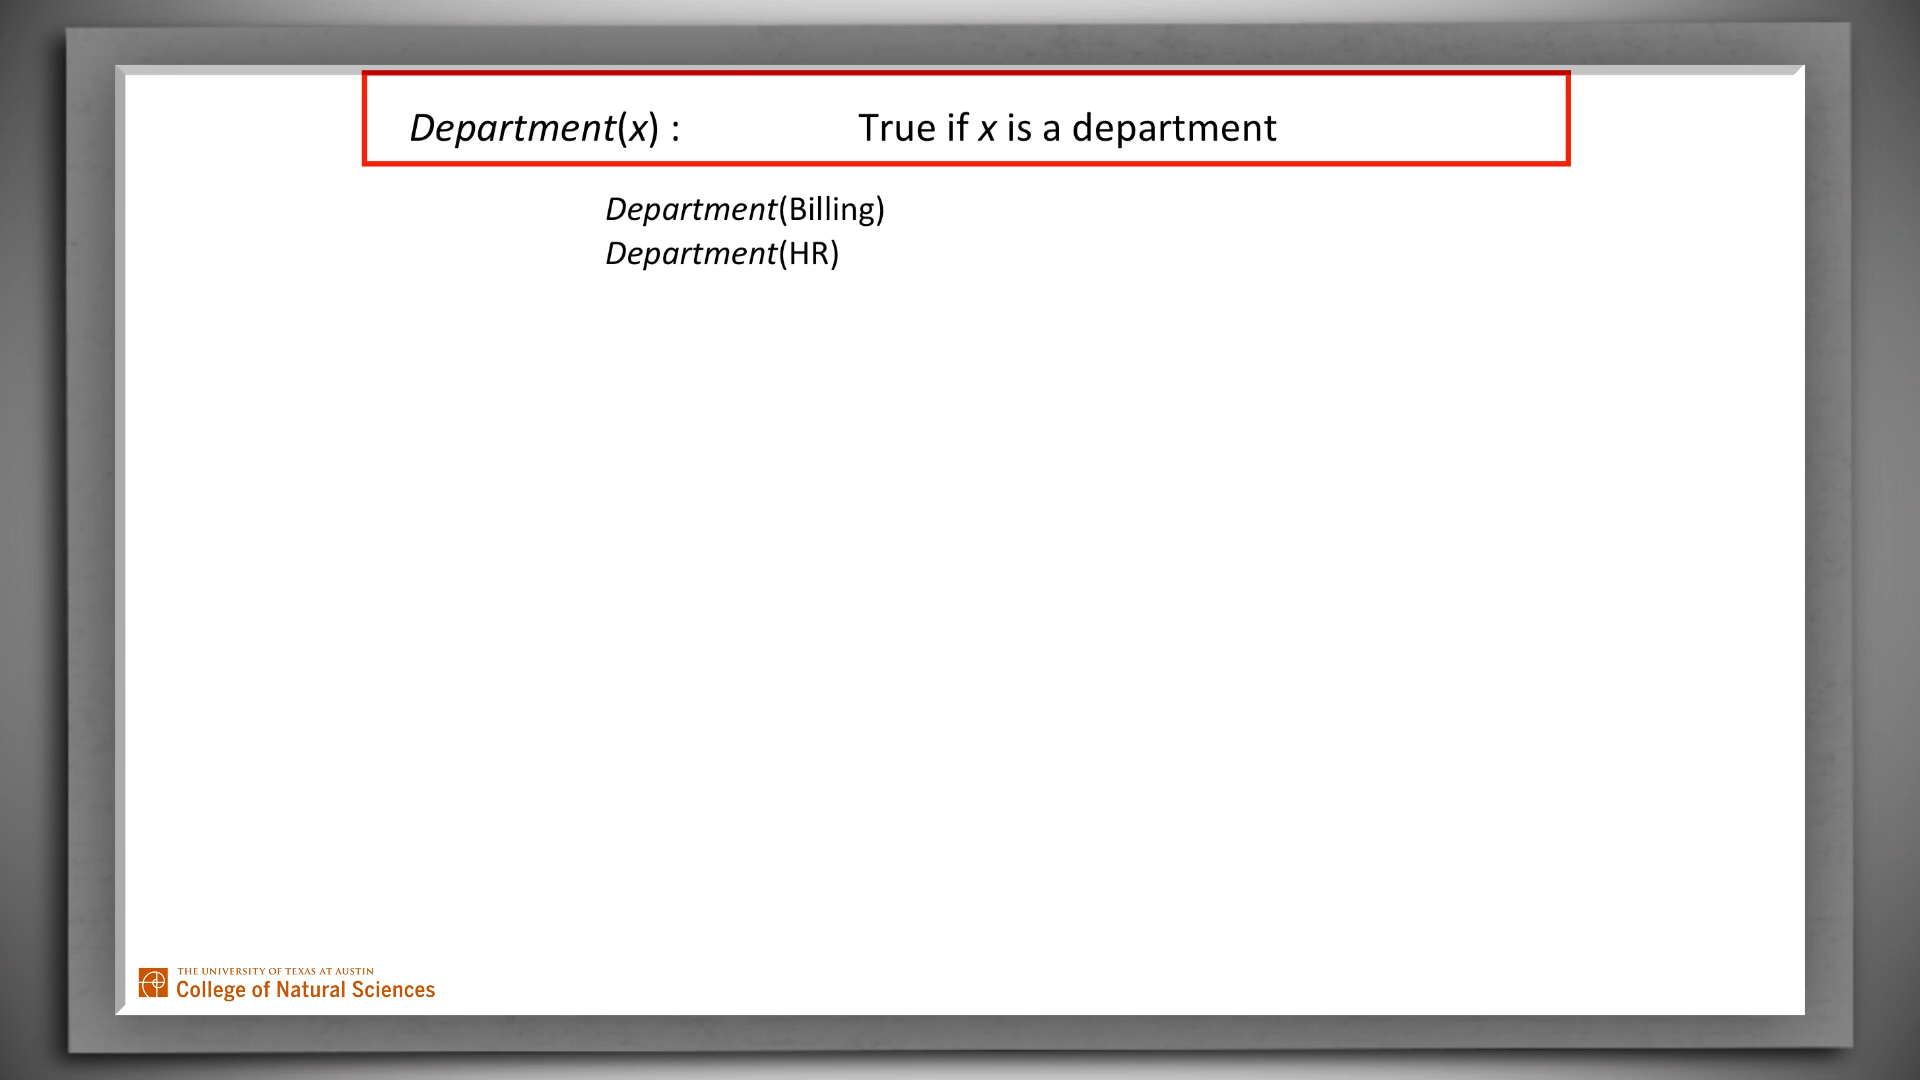 Department(x) : True if x is a department
Department(Billing)
Department(HR)
THE UNIVERSITY OF TEXAS AT AUSTIN
College of Natural Sciences